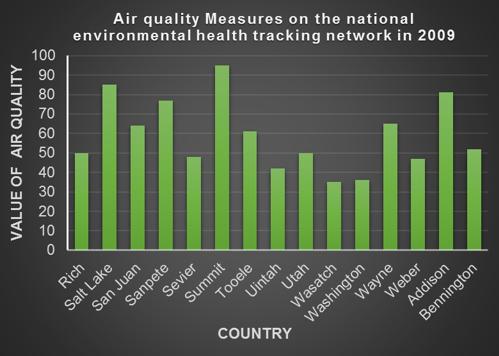 Air quality Measures on the national
environmental health tracking network in 2009
VALUE OF AIR QUALITY
100
90
80
70
60
50
40
30
20
10
0
Rich
Salt Lake
San Juan
Sanpete
Sevier
Summit
Tooele
Uintah
Utah
Wasatch
Washington
Wayne
Weber
Addison
Bennington
COUNTRY